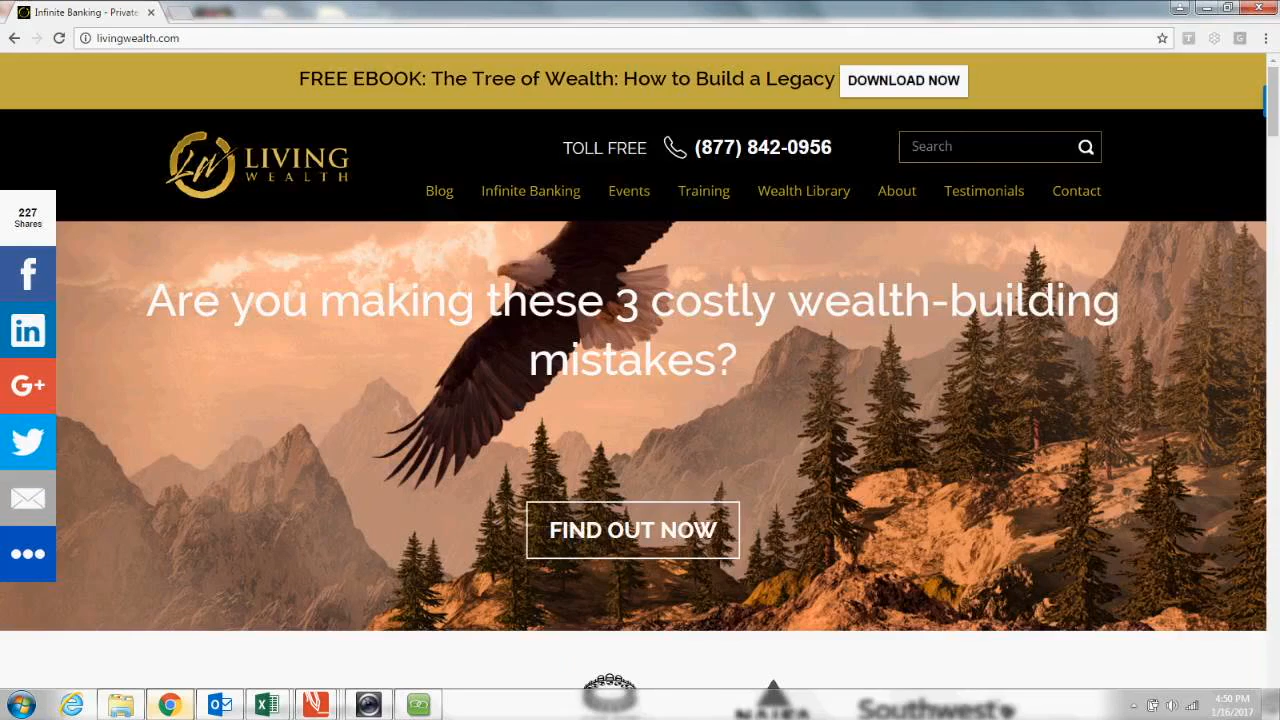 Infinite Banking - Private
livingwealth.com
FREE EBOOK: The Tree of Wealth: How to Build a Legacy DOWNLOAD NOW
LW LIVING
WEALTH
TOLL FREE (877) 842-0956
Search
Blog Infinite Banking Events Training Wealth Library About Testimonials Contact
227
Shares
Are you making these 3 costly wealth-building
mistakes?
FIND OUT NOW
NAIFA
Southwest
4:50 PM
1/16/2017